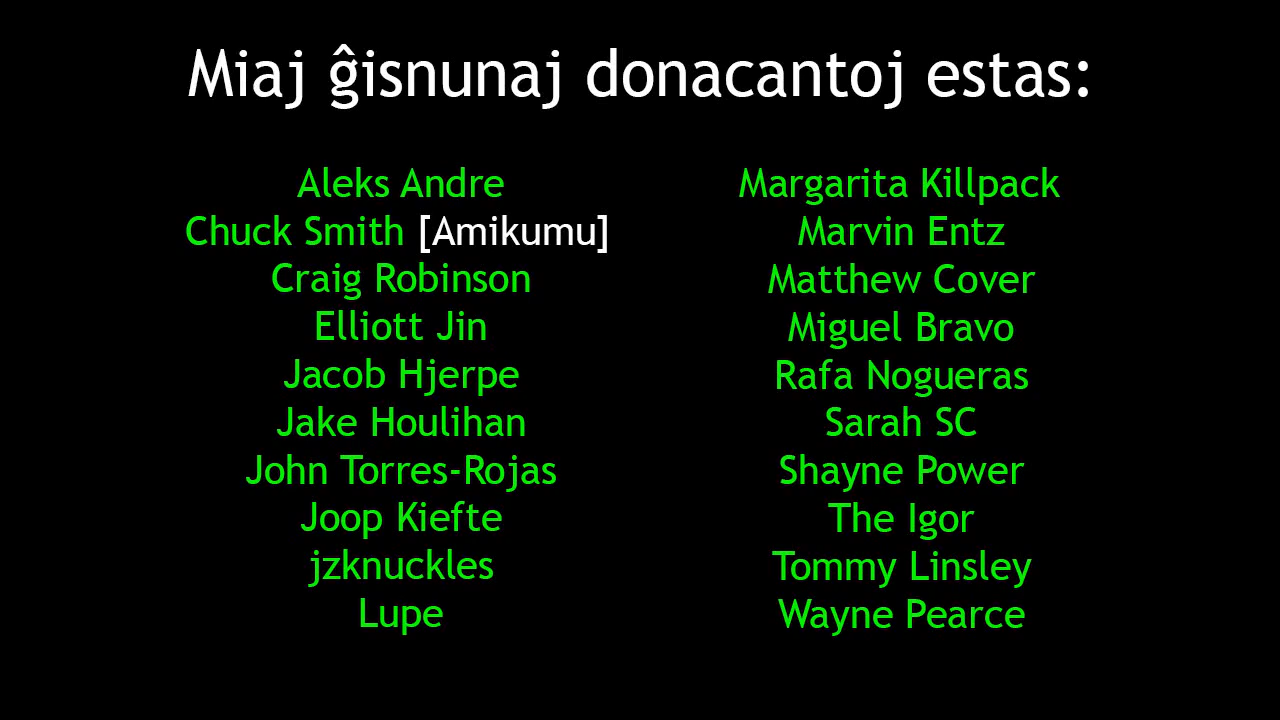 Miaj ĝisnunaj donacantoj estas:
Aleks Andre
Chuck Smith [Amikumu]
Craig Robinson
Elliott Jin
Jacob Hjerpe
Jake Houlihan
John Torres-Rojas
Joop Kiefte
jzknuckles
Lupe
Margarita Killpack
Marvin Entz
Matthew Cover
Miguel Bravo
Rafa Nogueras
Sarah SC
Shayne Power
The Igor
Tommy Linsley
Wayne Pearce